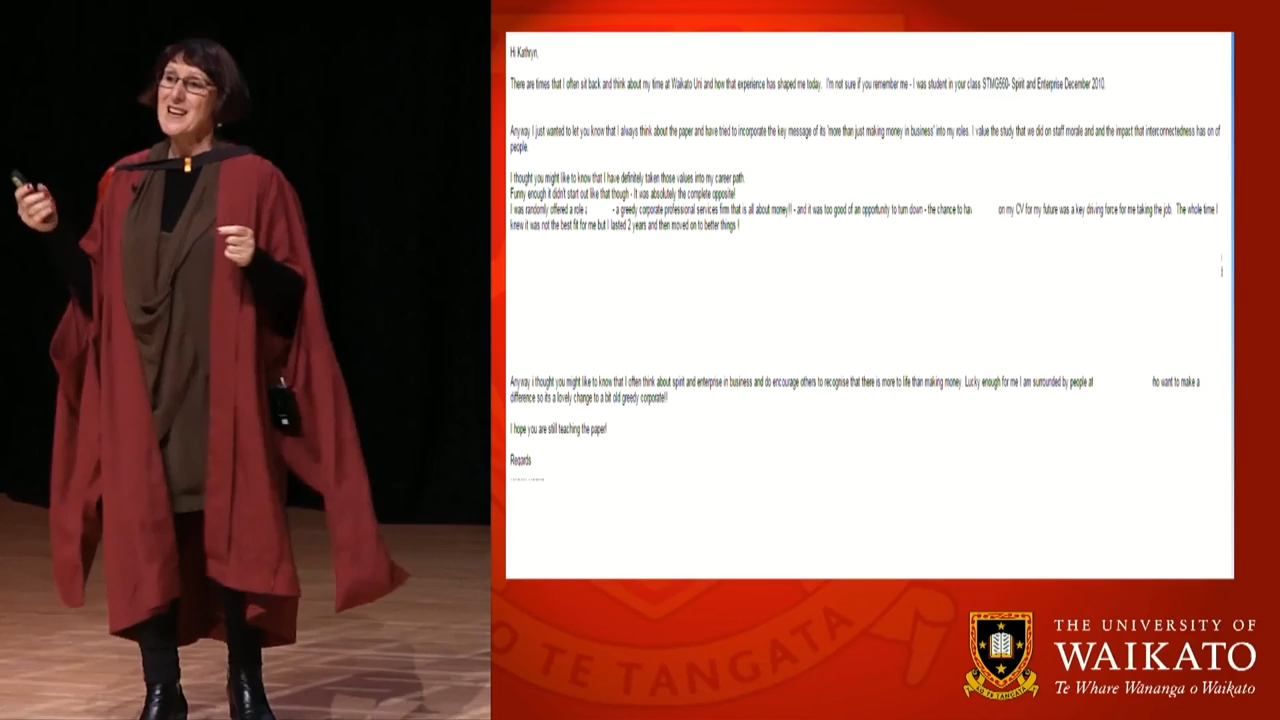 Hi Kathryn,
There are times that I often sit back and think about my time at Waikato Uni and how that experience has shaped me today. I'm not sure if you remember me - I was student in your class STMG560- Spirit and Enterprise December 2010.
Anyway I just wanted to let you know that I always think about the paper and have tried to incorporate the key message of its 'more than just making money in business' into my roles. I value the study that we did on staff morale and and the impact that interconnectedness has on of
people.
I thought you might like to know that I have definitely taken those values into my career path.
Funny enough it didn't start out like that though - It was absolutely the complete opposite!
I was randomly offered a role - a greedy corporate professional services firm that is all about money!! - and it was too good of an opportunity to turn down - the chance to hav on my CV for my future was a key driving force for me taking the job. The whole time I
knew it was not the best fit for me but I lasted 2 years and then moved on to better things !
Anyway i thought you might like to know that I often think about spirit and enterprise in business and do encourage others to recognise that there is more to life than making money. Lucky enough for me I am surrounded by people at ho want to make a
difference so its a lovely change to a bit old greedy corporate!!
I hope you are still teaching the paper!
Regards
O TE TANGATA
KO TE TANGATA
THE UNIVERSITY OF
WAIKATO
Te Whare Wānanga o Waikato